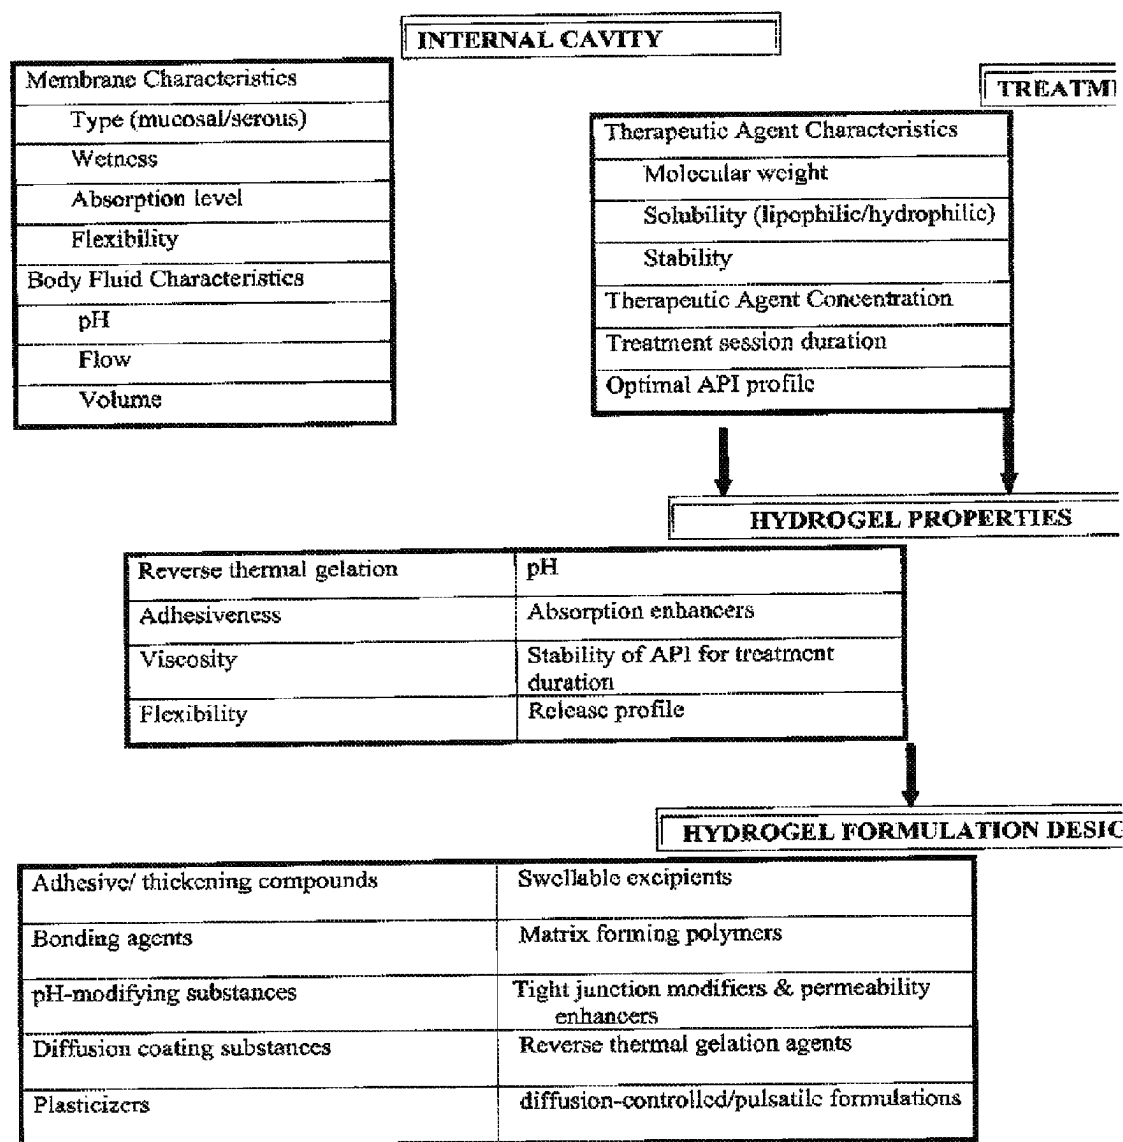 INTERNAL CAVITY
Membrane Characteristics
Type (mucosal/serous)
Wetness
Absorption level
Flexibility
Body Fluid Characteristics
pH
Flow
Volume
TREATM
Therapeutic Agent Characteristics
Molecular weight
Solubility (lipophilic/hydrophilic)
Stability
Therapeutic Agent Concentration
Treatment session duration
Optimal API profile
HYDROGEL PROPERTIES
Reverse thermal gelation
pH
Adhesiveness
Absorption enhancers
Viscosity
Stability of API for treatment
duration
Flexibility
Release profile
HYDROGEL FORMULATION DESIG
Adhesive/ thickening compounds
Swellable excipients
Bonding agents
Matrix forming polymers
pH-modifying substances
Tight junction modifiers & permeability
enhancers
Diffusion coating substances
Reverse thermal gelation agents
Plasticizers
diffusion-controlled/pulsatile formulations